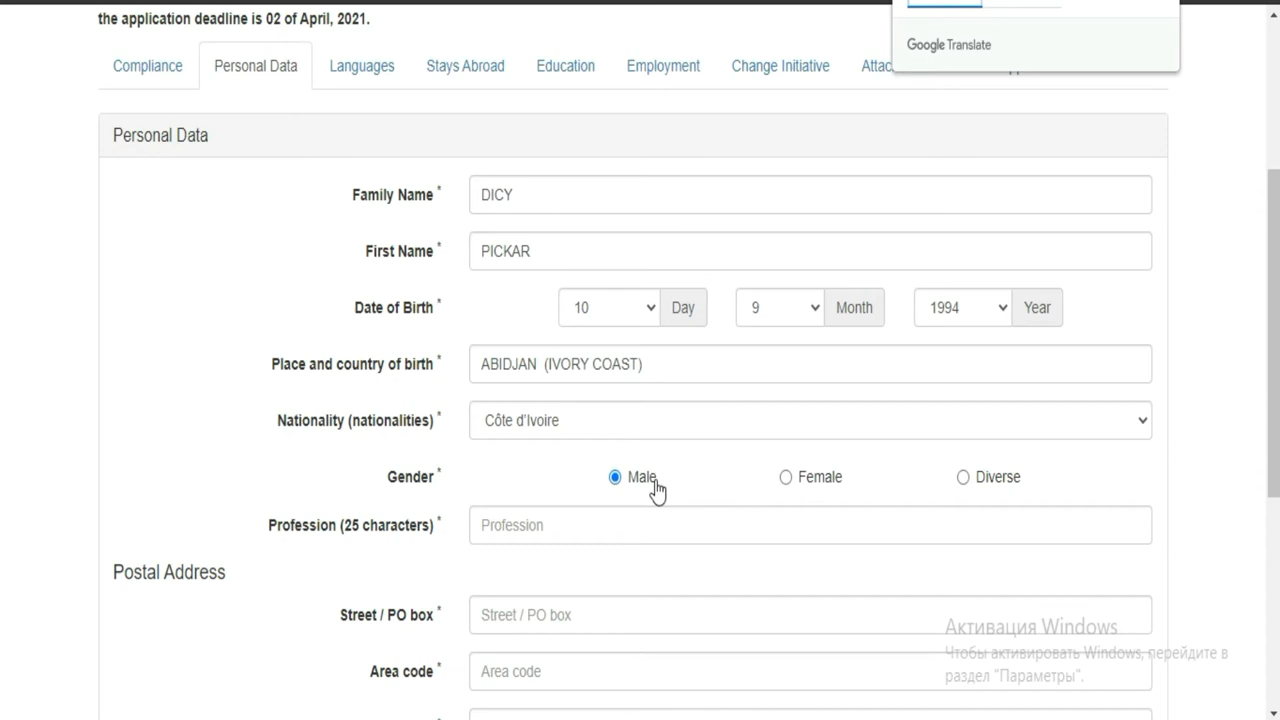 the application deadline is 02 of April, 2021.
Google Translate
Compliance Personal Data Languages Stays Abroad Education Employment Change Initiative
Personal Data
Family Name * DICY
First Name * PICKAR
Date of Birth * 10 Day 9 Month 1994 Year
Place and country of birth * ABIDJAN (IVORY COAST)
Nationality (nationalities) * Côte d'Ivoire
Gender * Male Female Diverse
Profession (25 characters) * Profession
Postal Address
Street / PO box * Street / PO box
Area code * Area code
Активация Windows
Чтобы активировать Windows, перейдите в
раздел "Параметры".